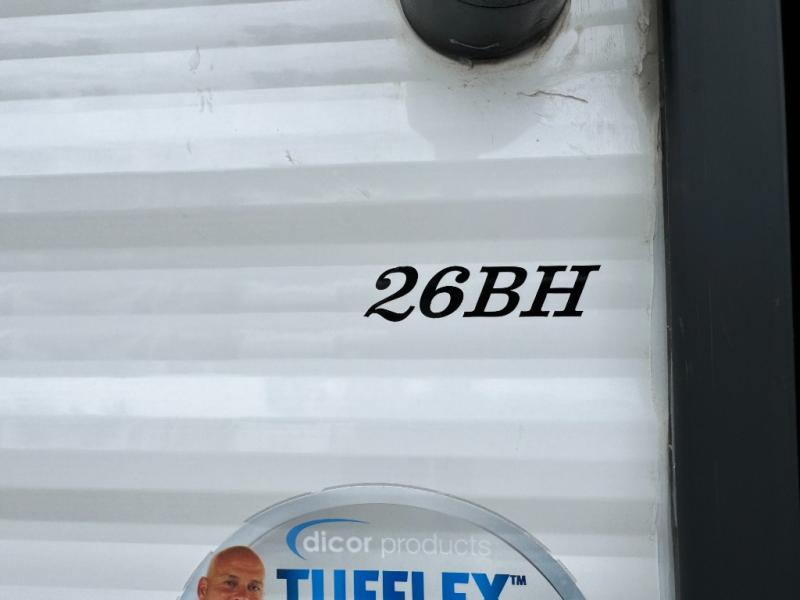 26BH
dicor products
TUFFLEX™